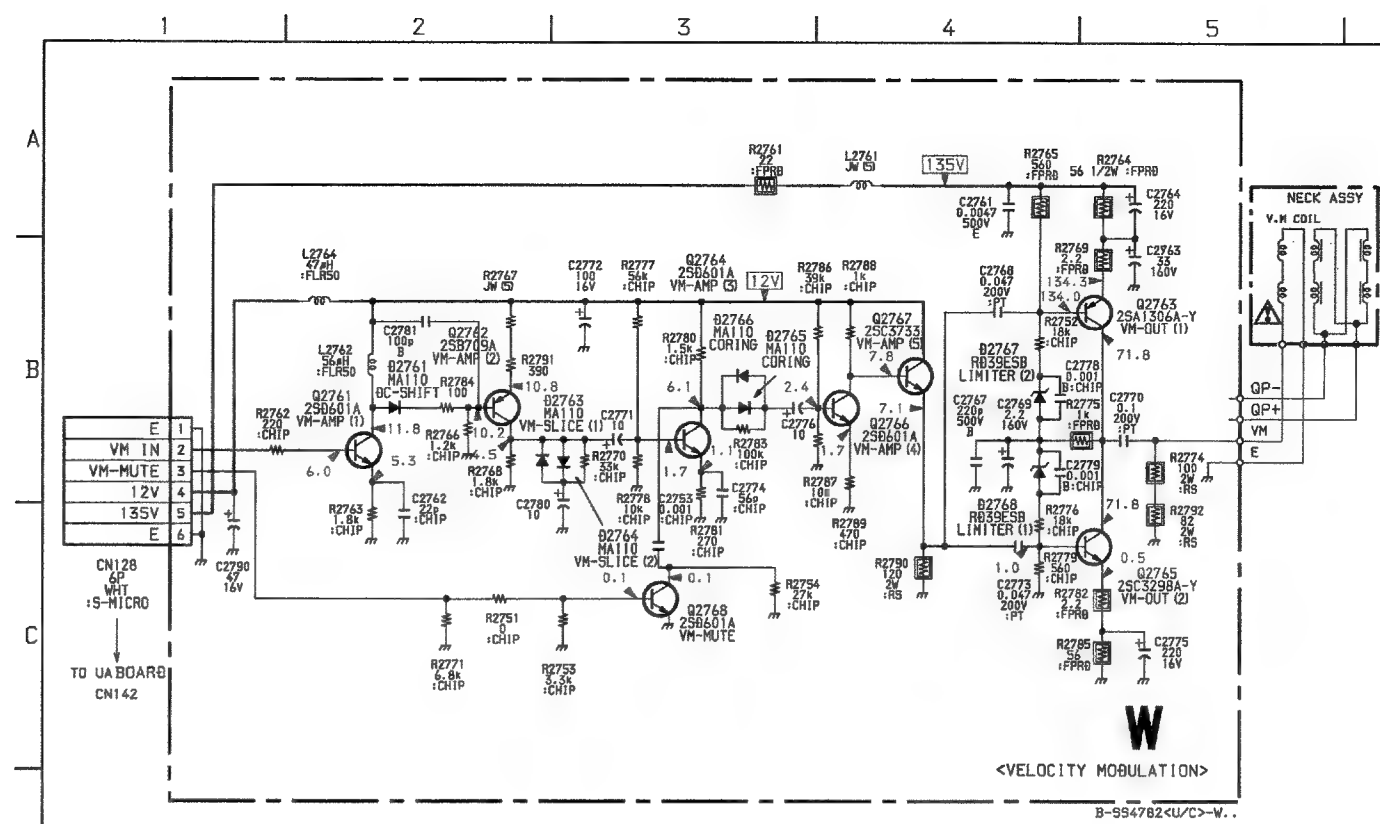 1 2 3 4 5
A
B
C
R2761
22
:FPRD
L2761
JW (5)
135V
R2765
560
:FPRD
R2764
56 1/2W :FPRD
C2764
220
16V
C2761
0.0047
500V
E
NECK ASSY
V.M COIL
L2764
47μH
:FLR50
R2767
JW (5)
C2772
100
16V
R2777
56k
:CHIP
Q2764
2SD601A
VM-AMP (3)
12V
R2786
39k
:CHIP
R2788
1k
:CHIP
C2768
0.047
200V
:PT
R2769
2.2
:FPRD
C2763
33
160V
134.3
134.0
Q2763
2SA1306A-Y
VM-OUT (1)
C2781
100p
B
Q2762
2SB709A
VM-AMP (2)
D2766
MA110
CORING
D2765
MA110
CORING
Q2767
2SC3733
VM-AMP (5)
R2752
18k
:CHIP
L2762
56μH
:FLR50
D2761
MA110
DC-SHIFT
R2784
100
R2791
390
R2780
1.5k
:CHIP
7.8
D2767
RD39ESB
LIMITER (2)
71.8
C2778
0.001
B:CHIP
10.8
D2763
MA110
VM-SLICE (1)
C2771
10
6.1
2.4
7.1
C2767
220p
500V
B
C2769
2.2
160V
R2775
1k
:FPRD
C2770
0.1
200V
:PT
QP-
QP+
VM
E
Q2761
2SD601A
VM-AMP (1)
R2762
220
:CHIP
11.8
10.2
4.5
R2766
1.2k
:CHIP
R2768
1.8k
:CHIP
R2770
33k
:CHIP
1.7
1.1
R2783
100k
:CHIP
C2776
10
1.7
Q2766
2SD601A
VM-AMP (4)
6.0
5.3
E 1
VM IN 2
VM-MUTE 3
12V 4
135V 5
E 6
R2763
1.8k
:CHIP
C2762
22p
:CHIP
C2780
10
R2778
10k
:CHIP
C2753
0.001
:CHIP
C2774
56p
:CHIP
R2781
270
:CHIP
R2787
:CHIP
R2789
470
:CHIP
D2768
RD39ESB
LIMITER (1)
C2779
0.001
B:CHIP
R2776
18k
:CHIP
R2774
100
2W
:RS
R2792
82
2W
:RS
71.8
D2764
MA110
VM-SLICE (2)
C2790
47
16V
CN128
6P
WHT
:S-MICRO
TO UA BOARD
CN142
0.1
0.1
Q2768
2SD601A
VM-MUTE
R2754
27k
:CHIP
R2790
120
2W
:RS
1.0
C2773
0.047
200V
:PT
R2779
560
:CHIP
R2782
2.2
:FPRD
0.5
Q2765
2SC3298A-Y
VM-OUT (2)
R2751
0
:CHIP
R2771
6.8k
:CHIP
R2753
3.3k
:CHIP
R2785
56
:FPRD
C2775
220
16V
W
<VELOCITY MODULATION>
B-SS4782<U/C>-W..